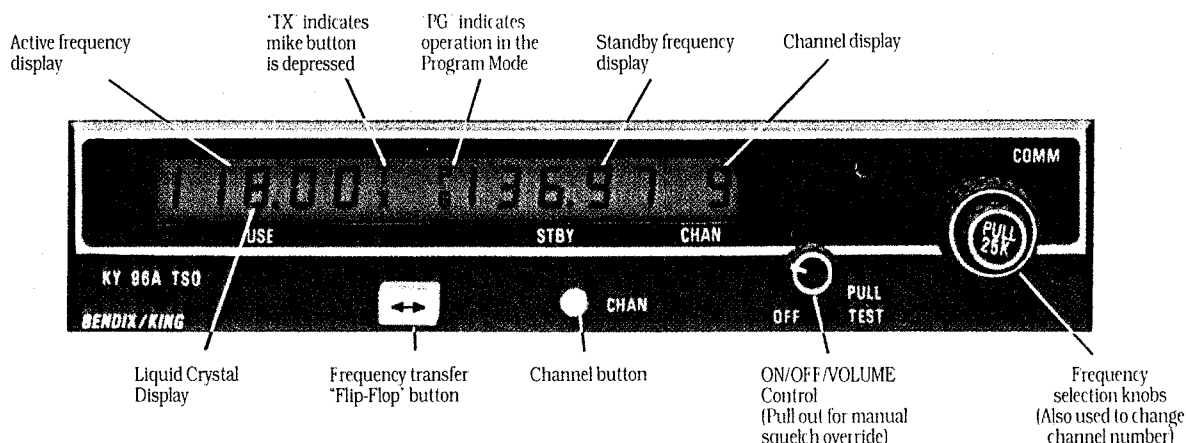 Active frequency
display
"TX" indicates
mike button
is depressed
"PG" indicates
operation in the
Program Mode
Standby frequency
display
Channel display
COMM
118.00 TX PG 136.97 9
USE STBY CHAN
PULL
25K
KY 96A TSO
BENDIX/KING
CHAN
OFF
PULL
TEST
Liquid Crystal
Display
Frequency transfer
"Flip-Flop" button
Channel button
ON/OFF/VOLUME
Control
(Pull out for manual
squelch override)
Frequency
selection knobs
(Also used to change
channel number)